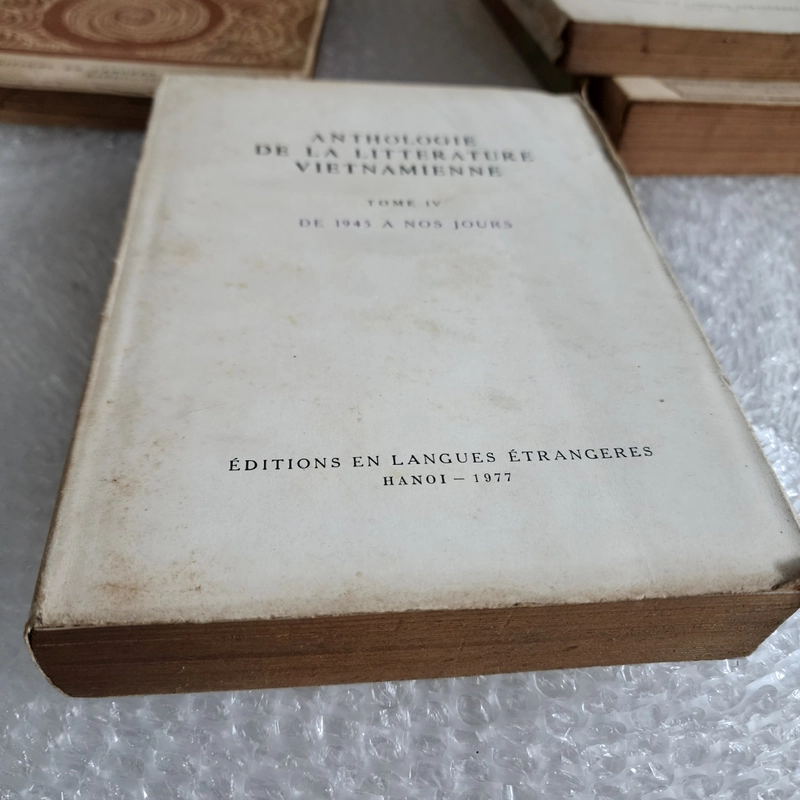 ANTHOLOGIE
DE LA LITTERATURE
VIETNAMIENNE
TOME IV
DE 1945 A NOS JOURS
ÉDITIONS EN LANGUES ÉTRANGERES
HANOI — 1977